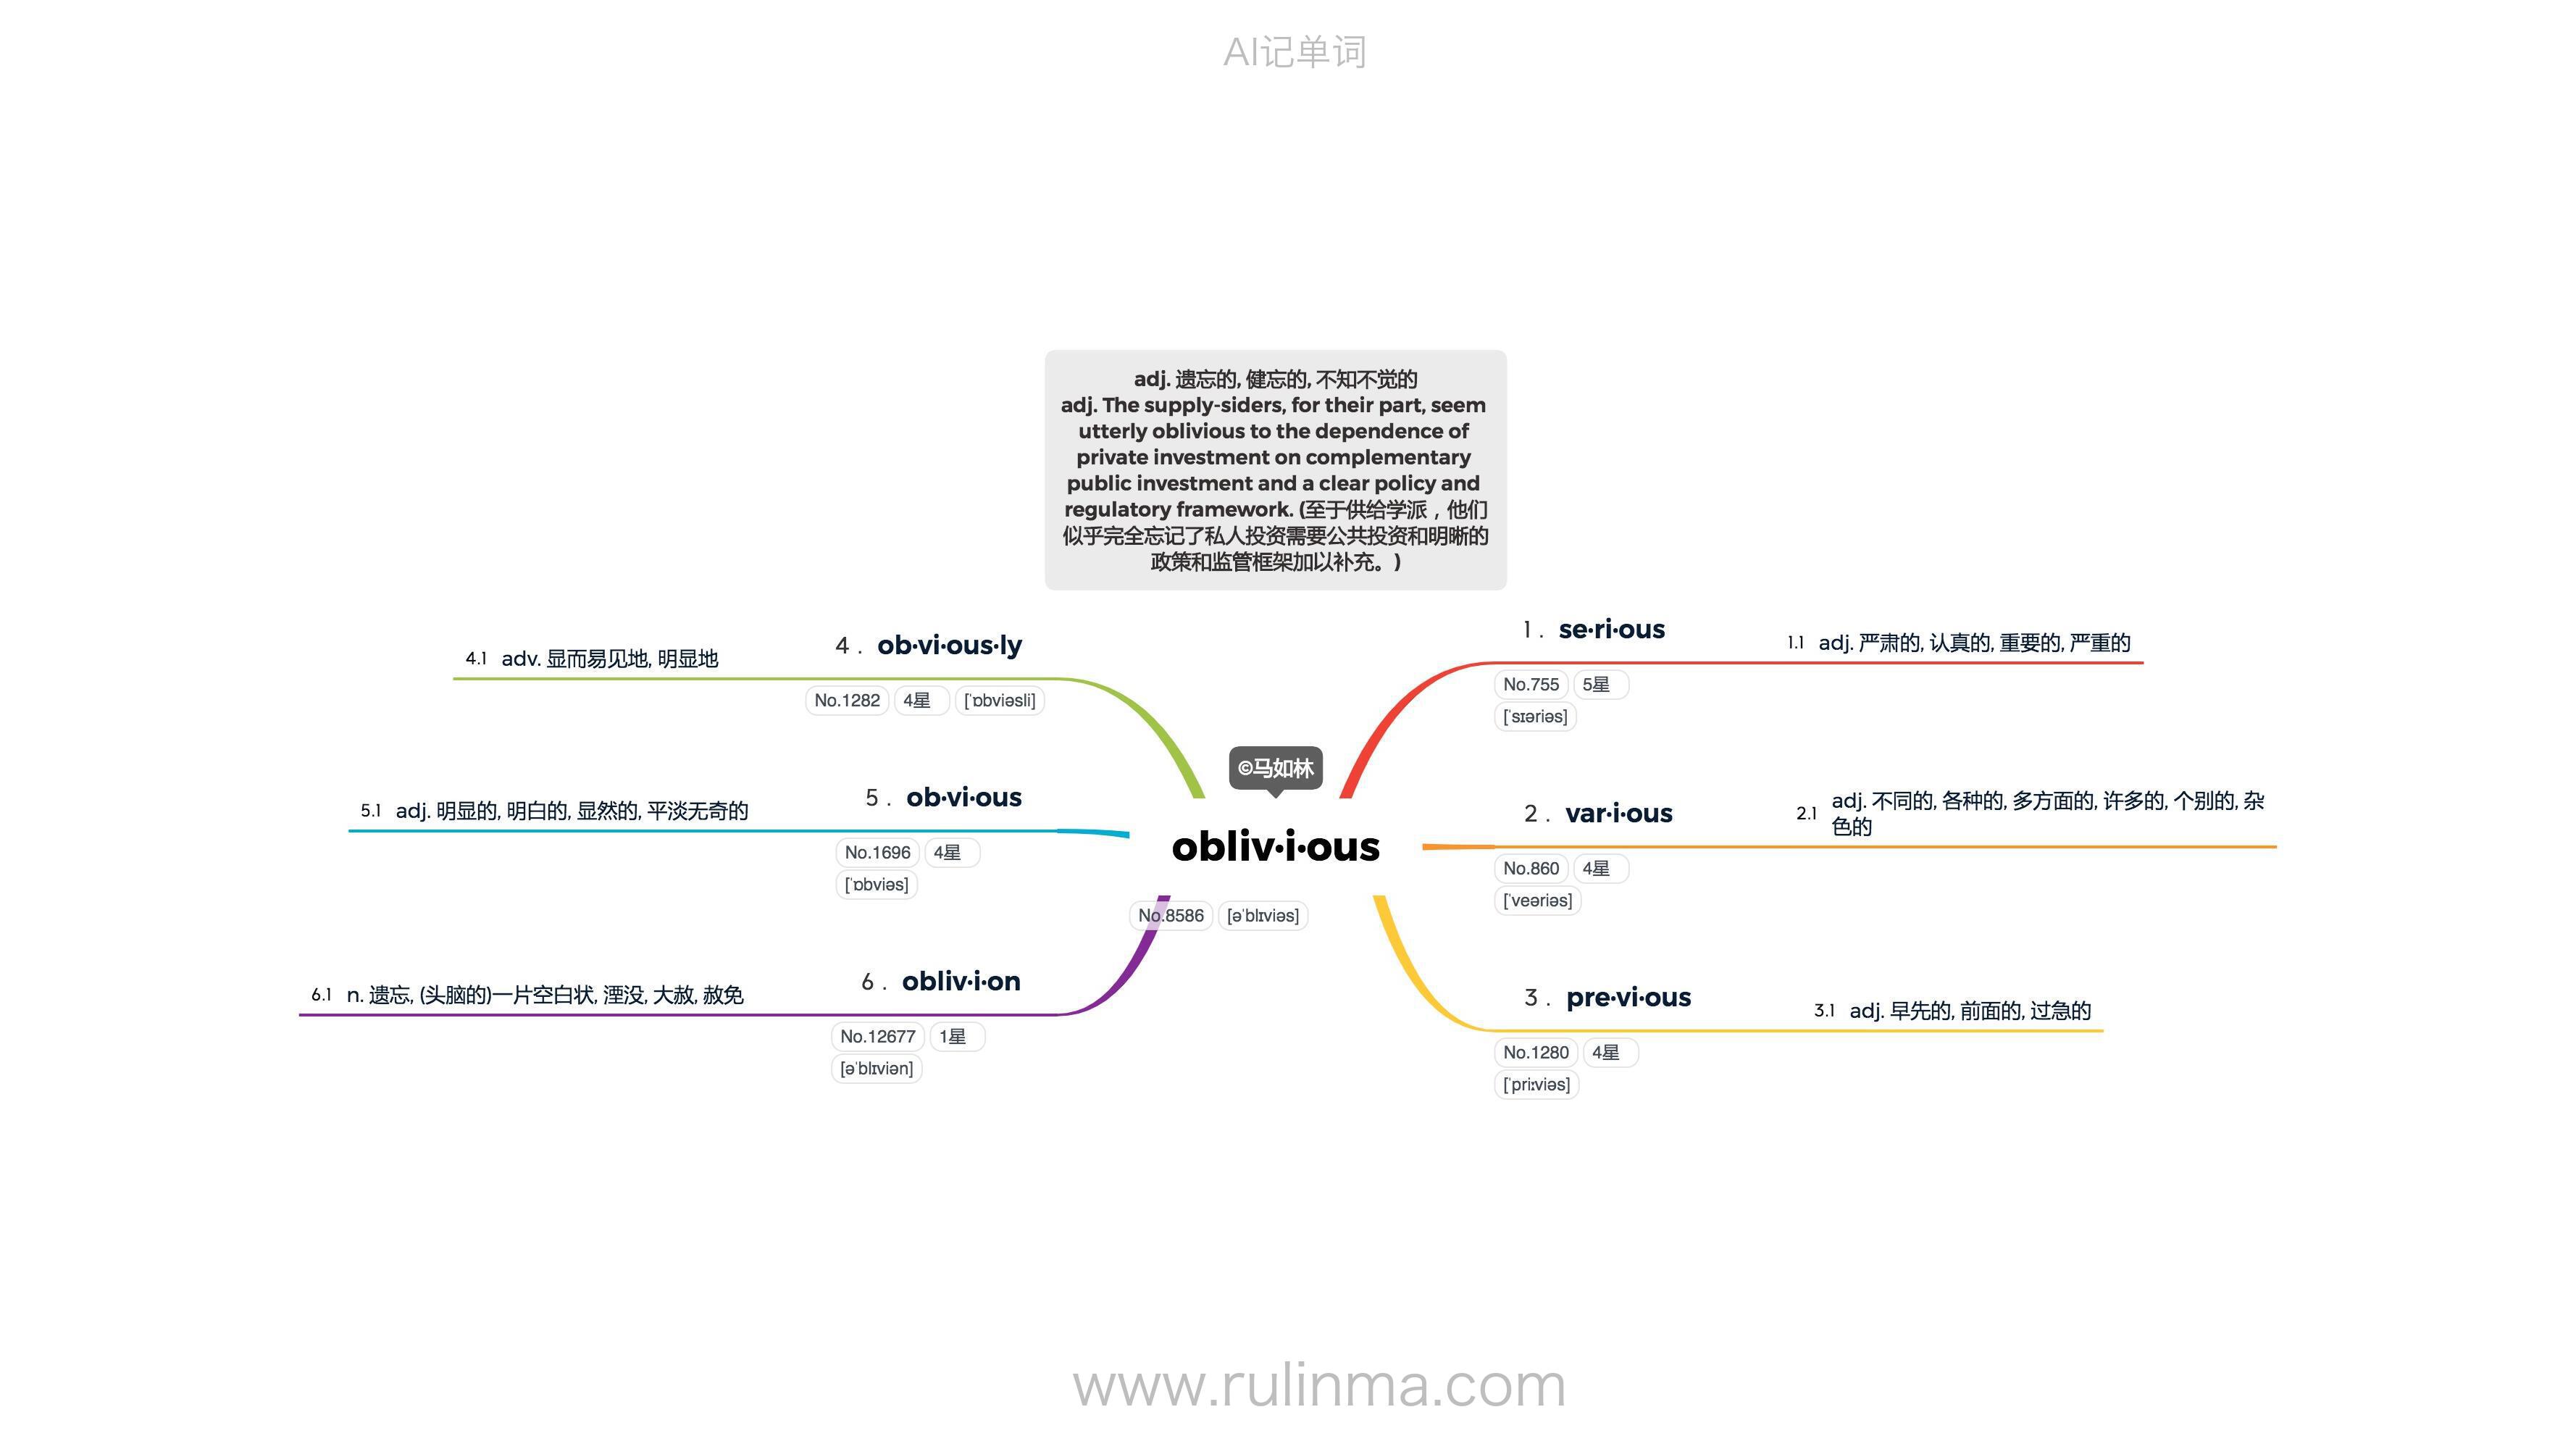 AI记单词
adj. 遗忘的, 健忘的, 不知不觉的
adj. The supply-siders, for their part, seem
utterly oblivious to the dependence of
private investment on complementary
public investment and a clear policy and
regulatory framework. (至于供给学派，他们
似乎完全忘记了私人投资需要公共投资和明晰的
政策和监管框架加以补充。)
©马如林
obliv·i·ous
No.8586 [əˈblɪviəs]
1 . se·ri·ous
No.755 5星
[ˈsɪəriəs]
1.1 adj. 严肃的, 认真的, 重要的, 严重的
2 . var·i·ous
No.860 4星
[ˈveəriəs]
2.1 adj. 不同的, 各种的, 多方面的, 许多的, 个别的, 杂
色的
3 . pre·vi·ous
No.1280 4星
[ˈpriːviəs]
3.1 adj. 早先的, 前面的, 过急的
4 . ob·vi·ous·ly
No.1282 4星 [ˈɒbviəsli]
4.1 adv. 显而易见地, 明显地
5 . ob·vi·ous
No.1696 4星
[ˈɒbviəs]
5.1 adj. 明显的, 明白的, 显然的, 平淡无奇的
6 . obliv·i·on
No.12677 1星
[əˈblɪviən]
6.1 n. 遗忘, (头脑的)一片空白状, 湮没, 大赦, 赦免
www.rulinma.com